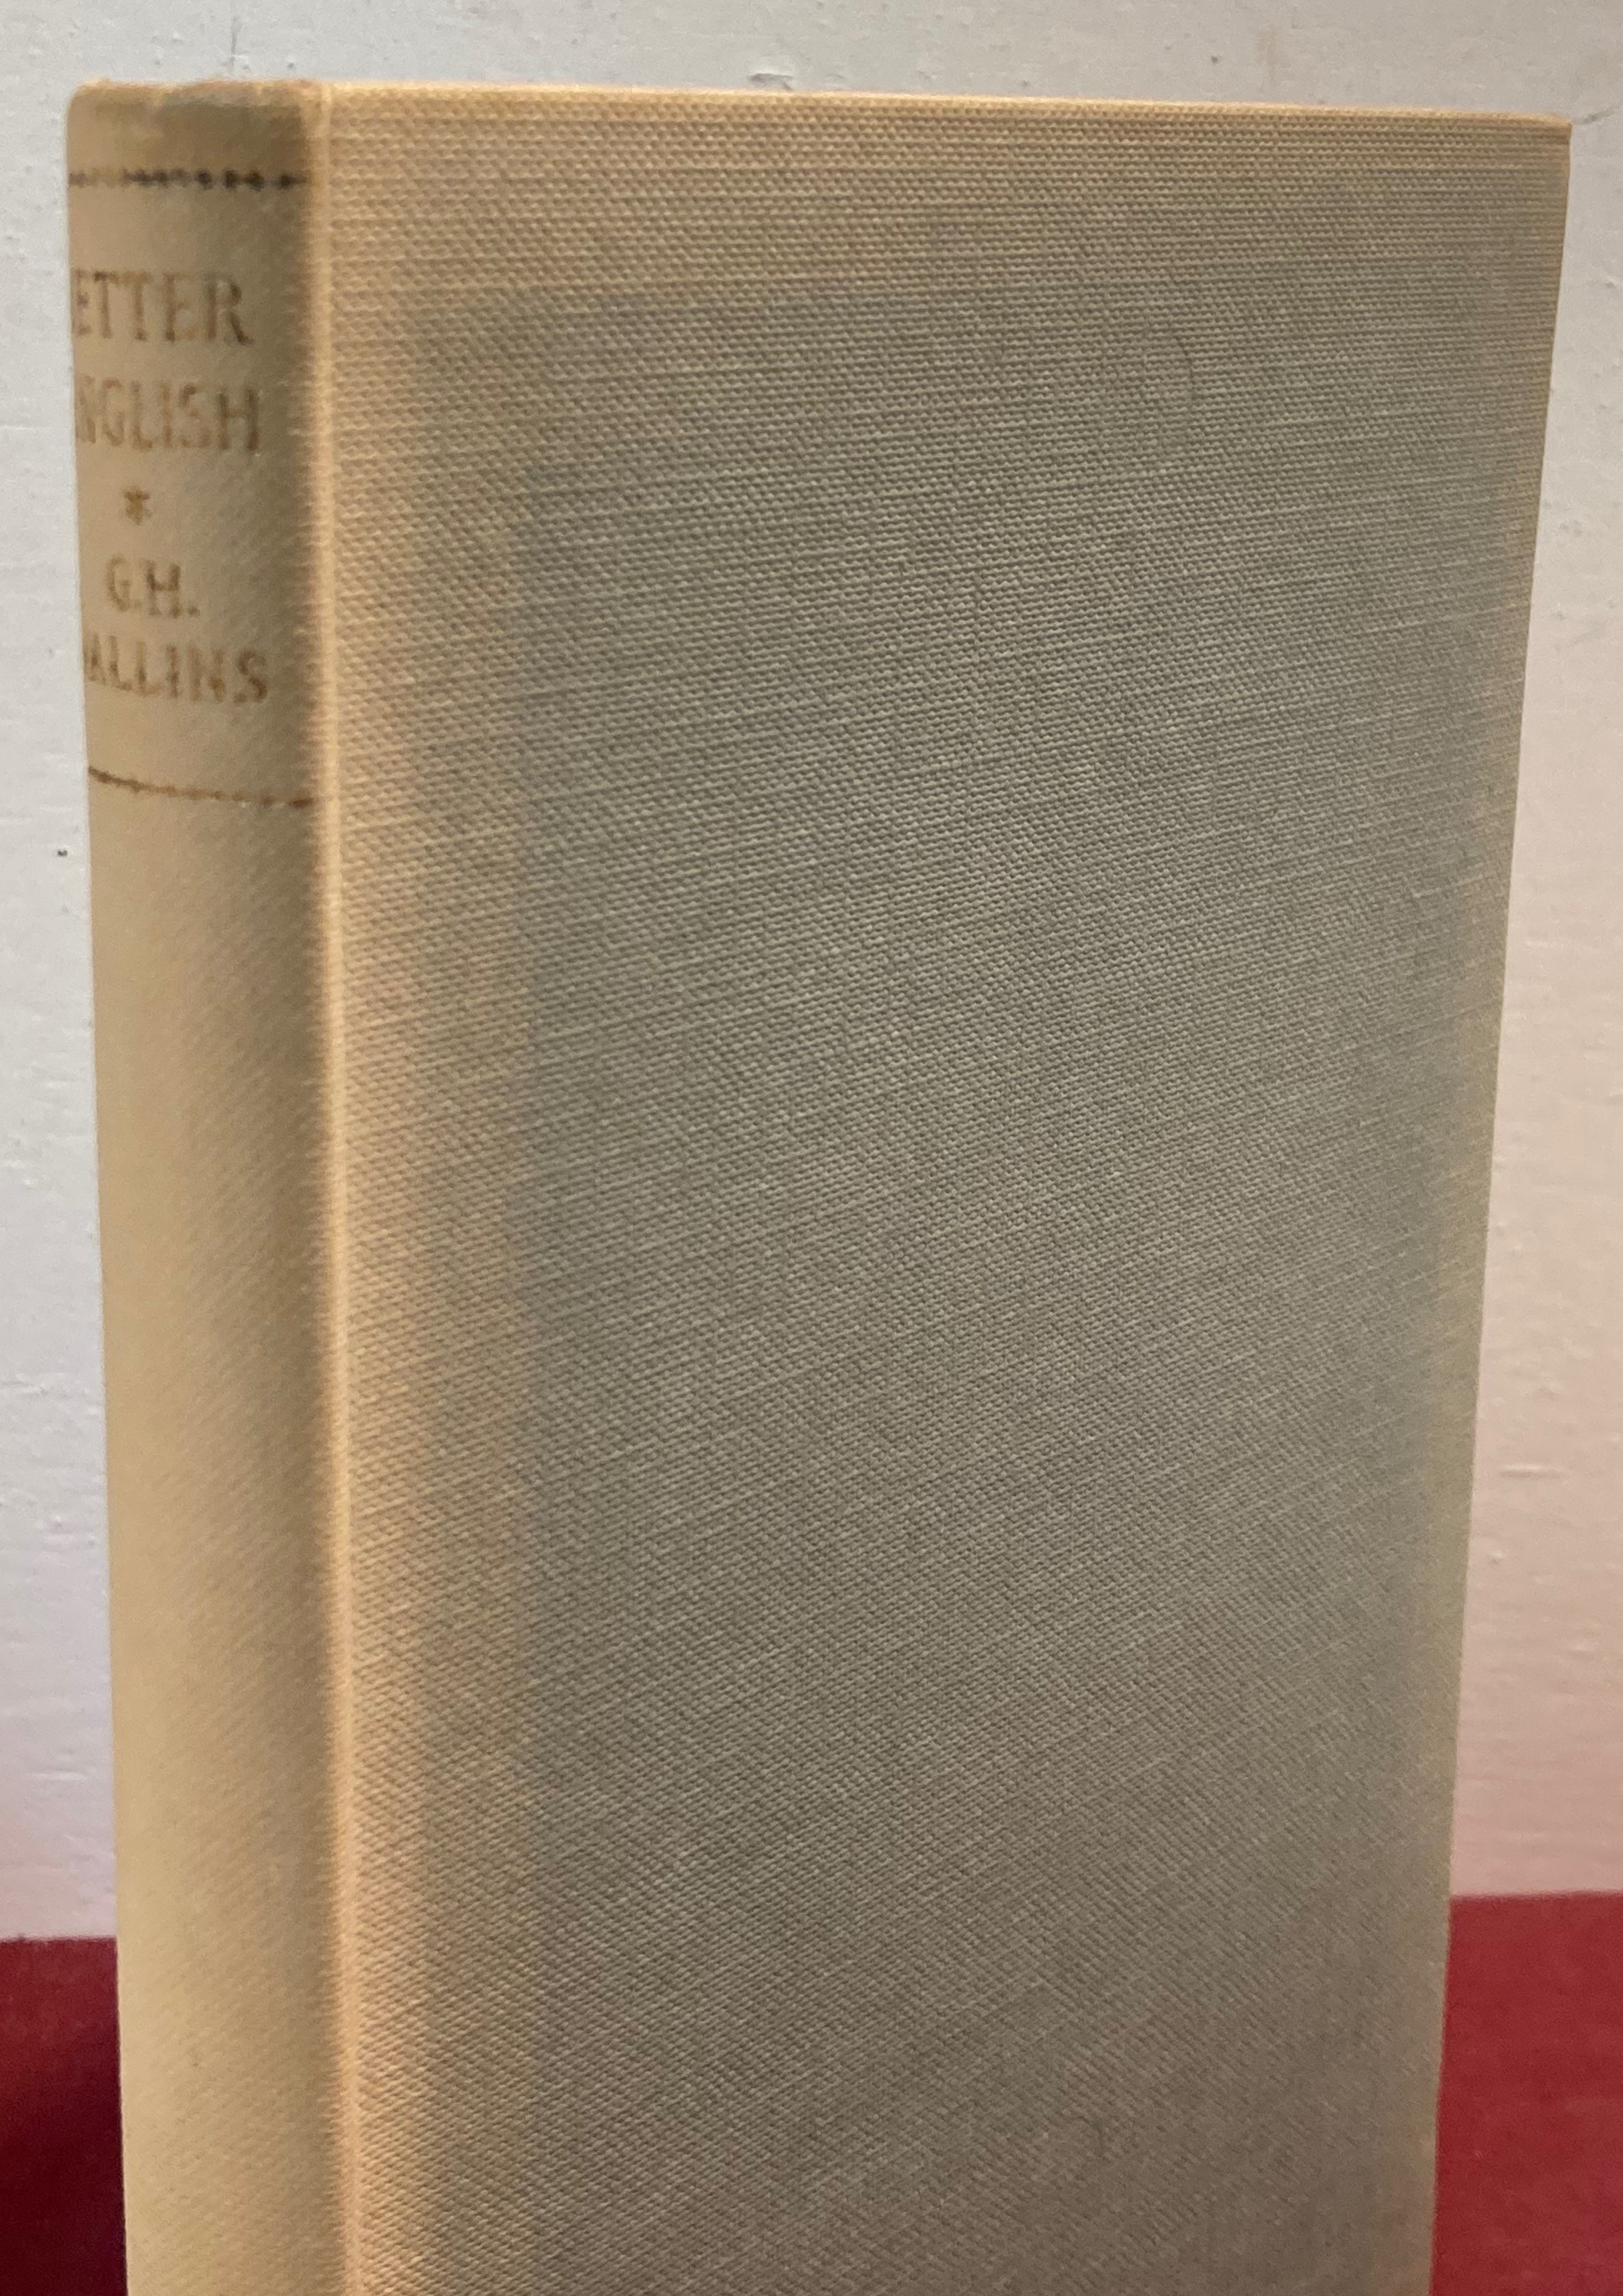 ETTER
NGLISH
*
G.H.
ALLINS